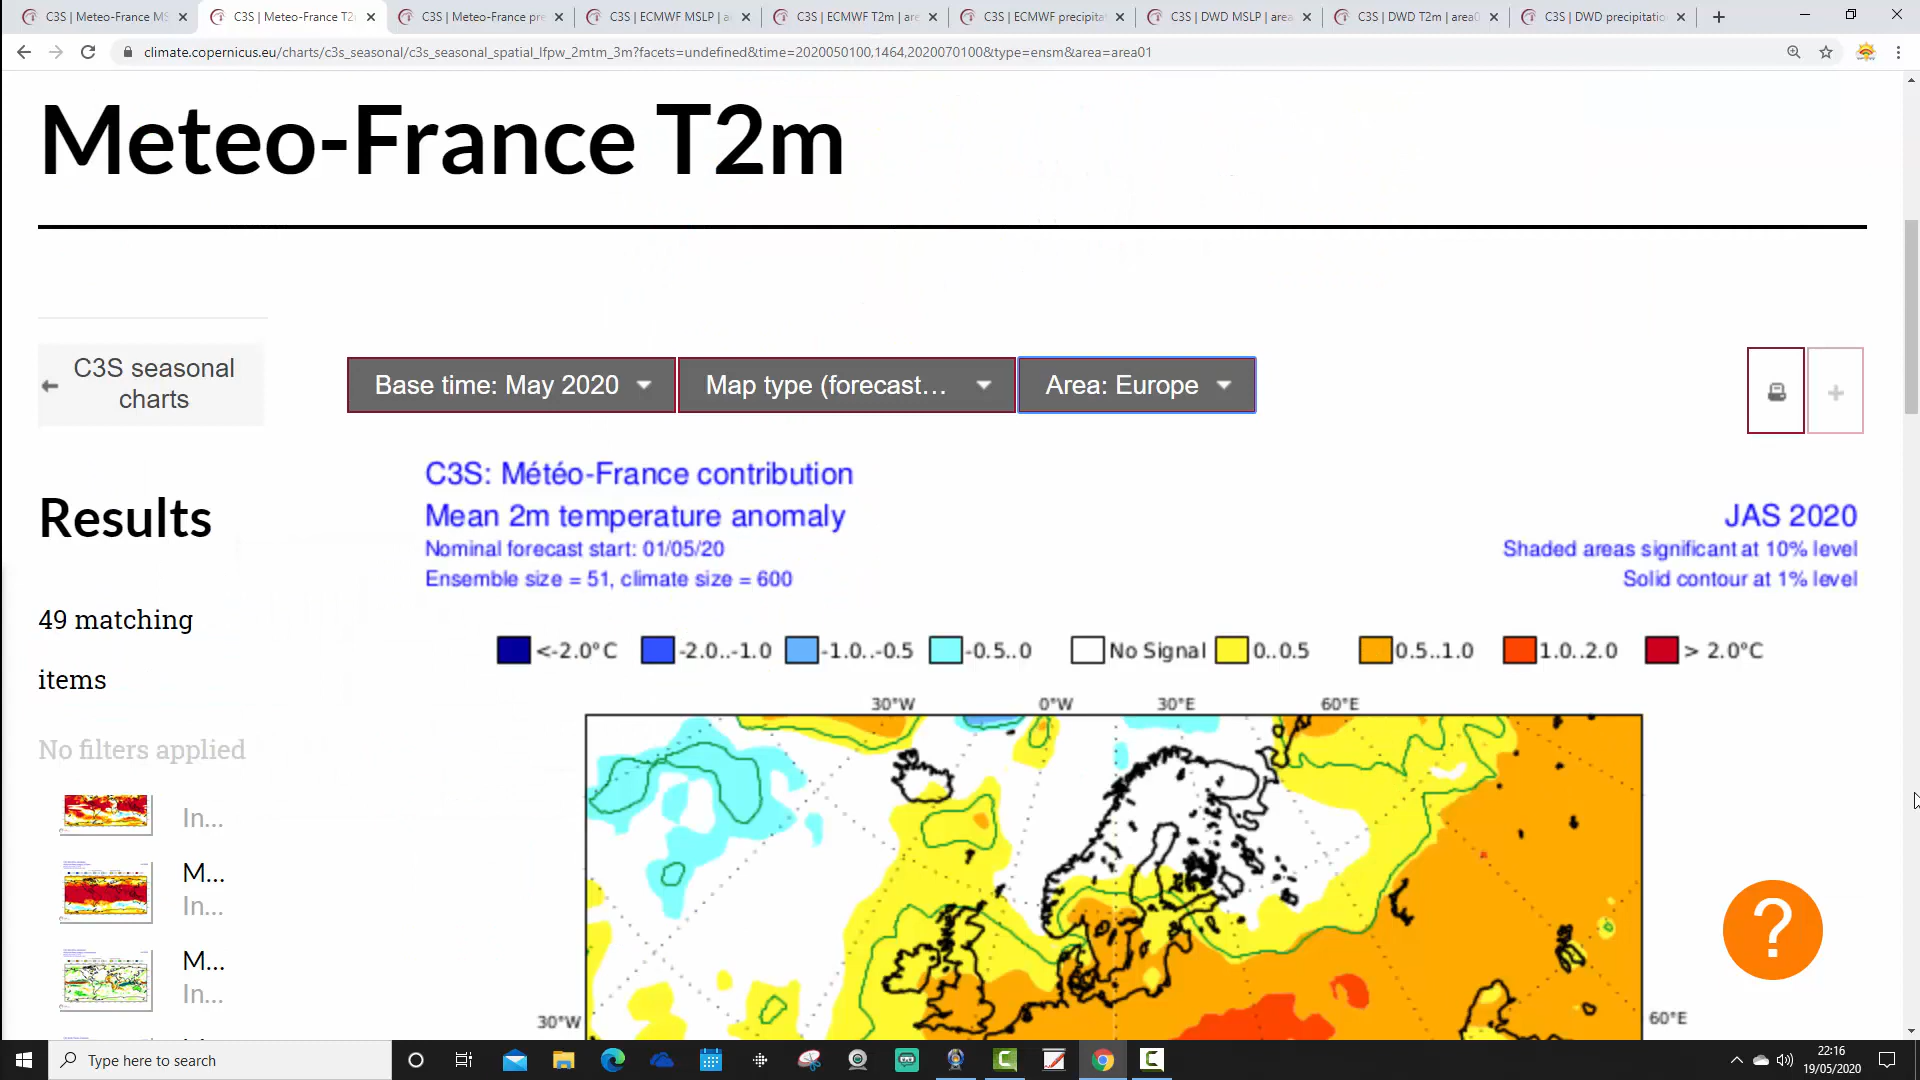 C3S | Meteo-France MS
C3S | Meteo-France T2
C3S | Meteo-France pre
C3S | ECMWF MSLP | a
C3S | ECMWF T2m | are
C3S | ECMWF precipita
C3S | DWD MSLP | area
C3S | DWD T2m | area0
C3S | DWD precipitatio
climate.copernicus.eu/charts/c3s_seasonal/c3s_seasonal_spatial_lfpw_2mtm_3m?facets=undefined&time=2020050100,1464,2020070100&type=ensm&area=area01
Meteo-France T2m
C3S seasonal
charts
Base time: May 2020
Map type (forecast…
Area: Europe
Results
49 matching
items
No filters applied
In...
M...
In...
M...
In...
C3S: Météo-France contribution
Mean 2m temperature anomaly
Nominal forecast start: 01/05/20
Ensemble size = 51, climate size = 600
JAS 2020
Shaded areas significant at 10% level
Solid contour at 1% level
<-2.0°C -2.0..-1.0 -1.0..-0.5 -0.5..0 No Signal 0..0.5 0.5..1.0 1.0..2.0 > 2.0°C
30°W 0°W 30°E 60°E
30°W
60°E
?
Type here to search
22:16
19/05/2020